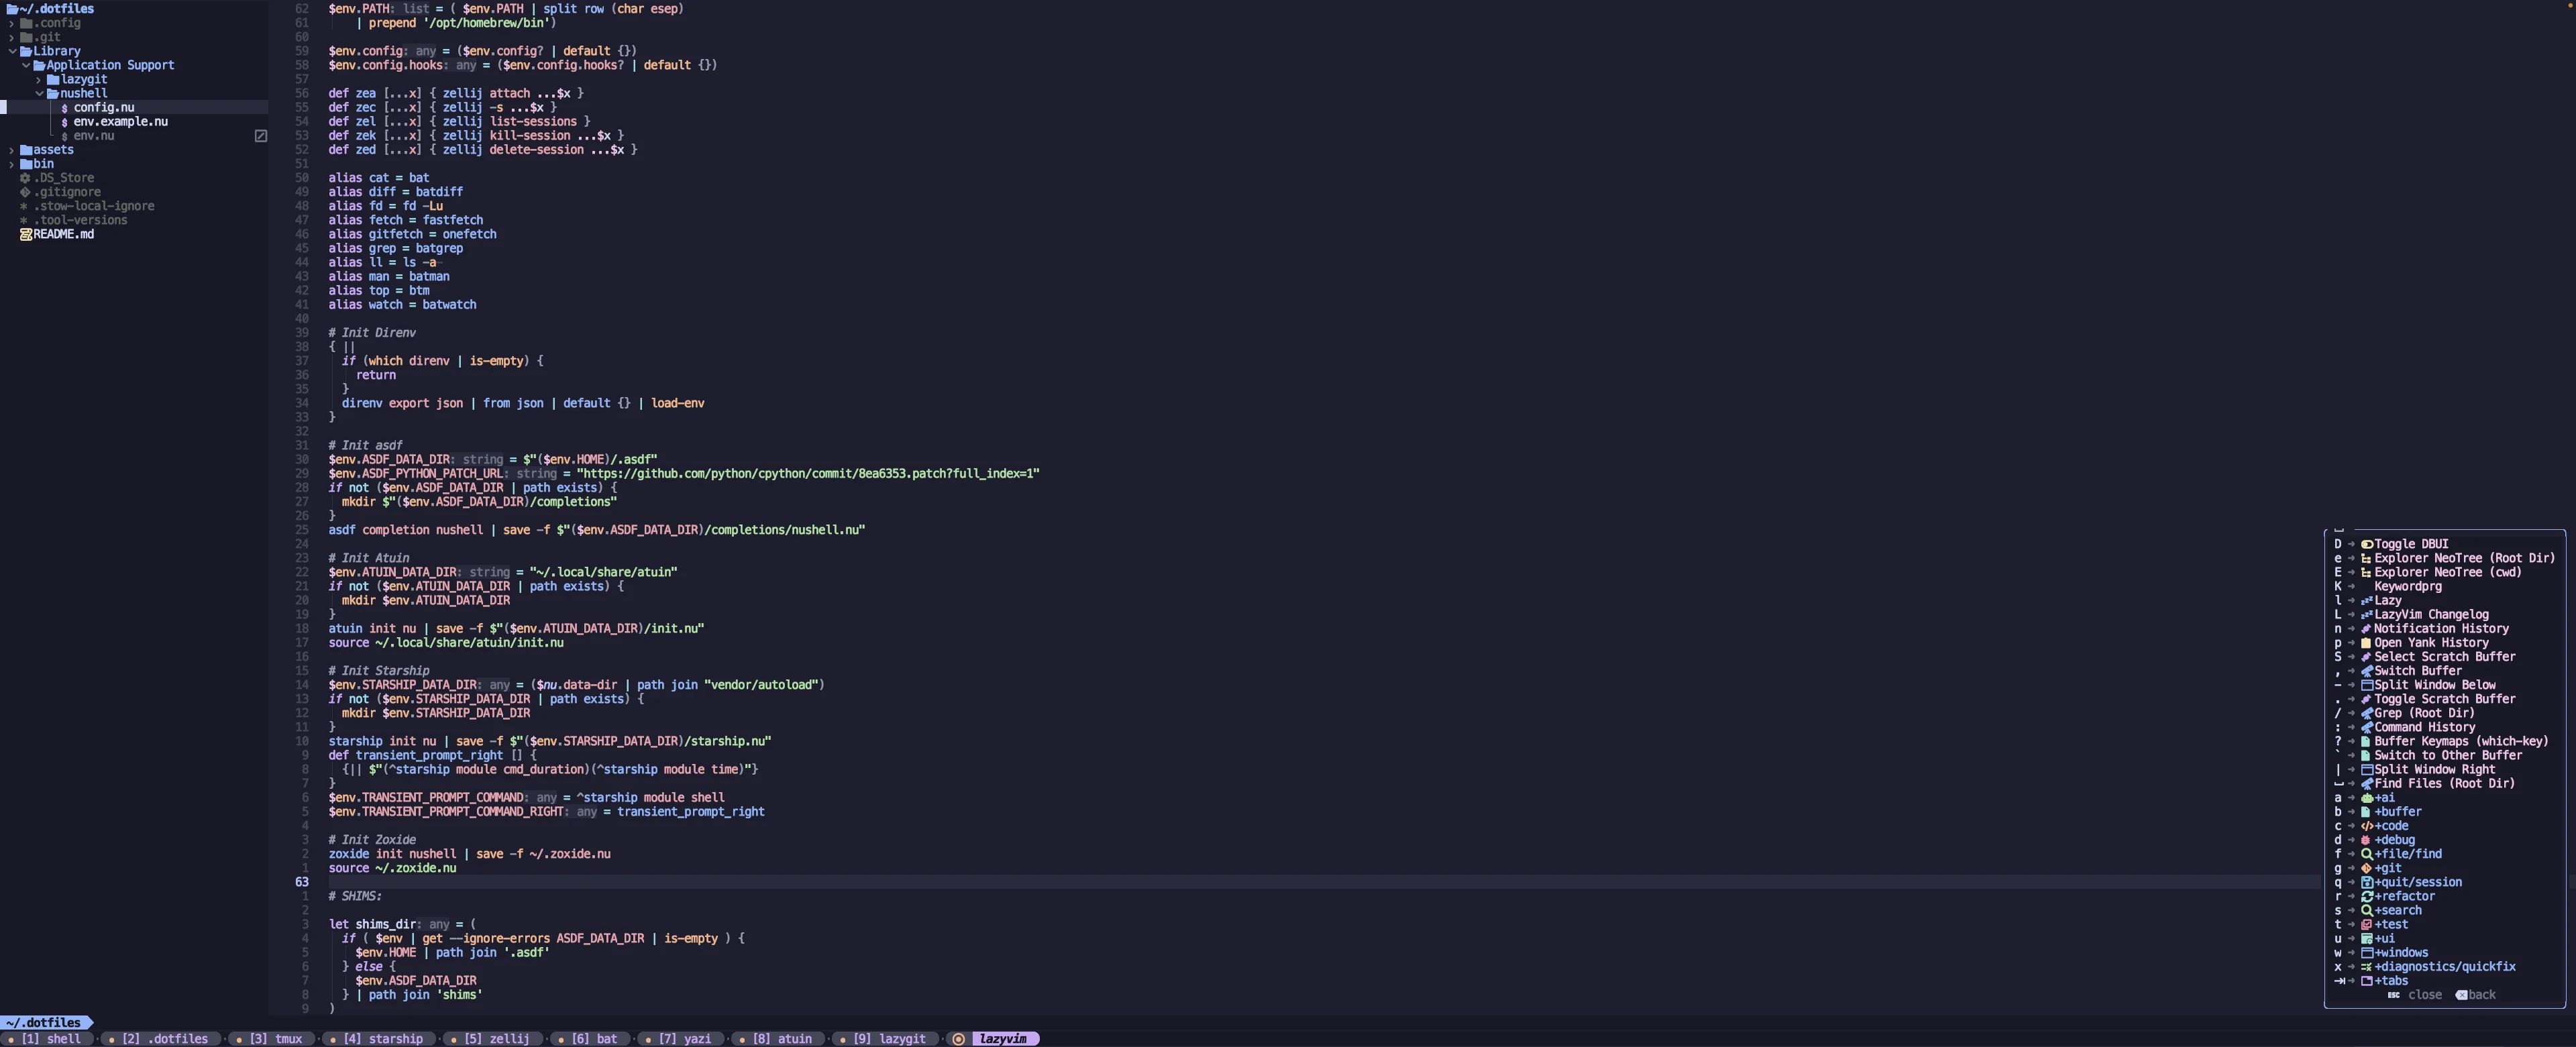 ~/.dotfiles
.config
.git
Library
Application Support
lazygit
nushell
config.nu
env.example.nu
env.nu
assets
bin
.DS_Store
.gitignore
.stow-local-ignore
.tool-versions
README.md
62 $env.PATH: list = ( $env.PATH | split row (char esep)
61 | prepend '/opt/homebrew/bin')
60
59 $env.config: any = ($env.config? | default {})
58 $env.config.hooks: any = ($env.config.hooks? | default {})
57
56 def zea [...x] { zellij attach ...$x }
55 def zec [...x] { zellij -s ...$x }
54 def zel [...x] { zellij list-sessions }
53 def zek [...x] { zellij kill-session ...$x }
52 def zed [...x] { zellij delete-session ...$x }
51
50 alias cat = bat
49 alias diff = batdiff
48 alias fd = fd -Lu
47 alias fetch = fastfetch
46 alias gitfetch = onefetch
45 alias grep = batgrep
44 alias ll = ls -a
43 alias man = batman
42 alias top = btm
41 alias watch = batwatch
40
39 # Init Direnv
38 { ||
37 if (which direnv | is-empty) {
36 return
35 }
34 direnv export json | from json | default {} | load-env
33 }
32
31 # Init asdf
30 $env.ASDF_DATA_DIR: string = $"($env.HOME)/.asdf"
29 $env.ASDF_PYTHON_PATCH_URL: string = "https://github.com/python/cpython/commit/8ea6353.patch?full_index=1"
28 if not ($env.ASDF_DATA_DIR | path exists) {
27 mkdir $"($env.ASDF_DATA_DIR)/completions"
26 }
25 asdf completion nushell | save -f $"($env.ASDF_DATA_DIR)/completions/nushell.nu"
24
23 # Init Atuin
22 $env.ATUIN_DATA_DIR: string = "~/.local/share/atuin"
21 if not ($env.ATUIN_DATA_DIR | path exists) {
20 mkdir $env.ATUIN_DATA_DIR
19 }
18 atuin init nu | save -f $"($env.ATUIN_DATA_DIR)/init.nu"
17 source ~/.local/share/atuin/init.nu
16
15 # Init Starship
14 $env.STARSHIP_DATA_DIR: any = ($nu.data-dir | path join "vendor/autoload")
13 if not ($env.STARSHIP_DATA_DIR | path exists) {
12 mkdir $env.STARSHIP_DATA_DIR
11 }
10 starship init nu | save -f $"($env.STARSHIP_DATA_DIR)/starship.nu"
9 def transient_prompt_right [] {
8 {|| $"(^starship module cmd_duration)(^starship module time)"}
7 }
6 $env.TRANSIENT_PROMPT_COMMAND: any = ^starship module shell
5 $env.TRANSIENT_PROMPT_COMMAND_RIGHT: any = transient_prompt_right
4
3 # Init Zoxide
2 zoxide init nushell | save -f ~/.zoxide.nu
1 source ~/.zoxide.nu
63
1 # SHIMS:
2
3 let shims_dir: any = (
4 if ( $env | get --ignore-errors ASDF_DATA_DIR | is-empty ) {
5 $env.HOME | path join '.asdf'
6 } else {
7 $env.ASDF_DATA_DIR
8 } | path join 'shims'
9 )
D Toggle DBUI
e Explorer NeoTree (Root Dir)
E Explorer NeoTree (cwd)
K Keywordprg
l Lazy
L LazyVim Changelog
n Notification History
p Open Yank History
S Select Scratch Buffer
, Switch Buffer
- Split Window Below
. Toggle Scratch Buffer
/ Grep (Root Dir)
: Command History
? Buffer Keymaps (which-key)
` Switch to Other Buffer
| Split Window Right
␣ Find Files (Root Dir)
a +ai
b +buffer
c +code
d +debug
f +file/find
g +git
q +quit/session
r +refactor
s +search
t +test
u +ui
w +windows
x +diagnostics/quickfix
⇥ +tabs
ESC close back
~/.dotfiles
[1] shell [2] .dotfiles [3] tmux [4] starship [5] zellij [6] bat [7] yazi [8] atuin [9] lazygit lazyvim